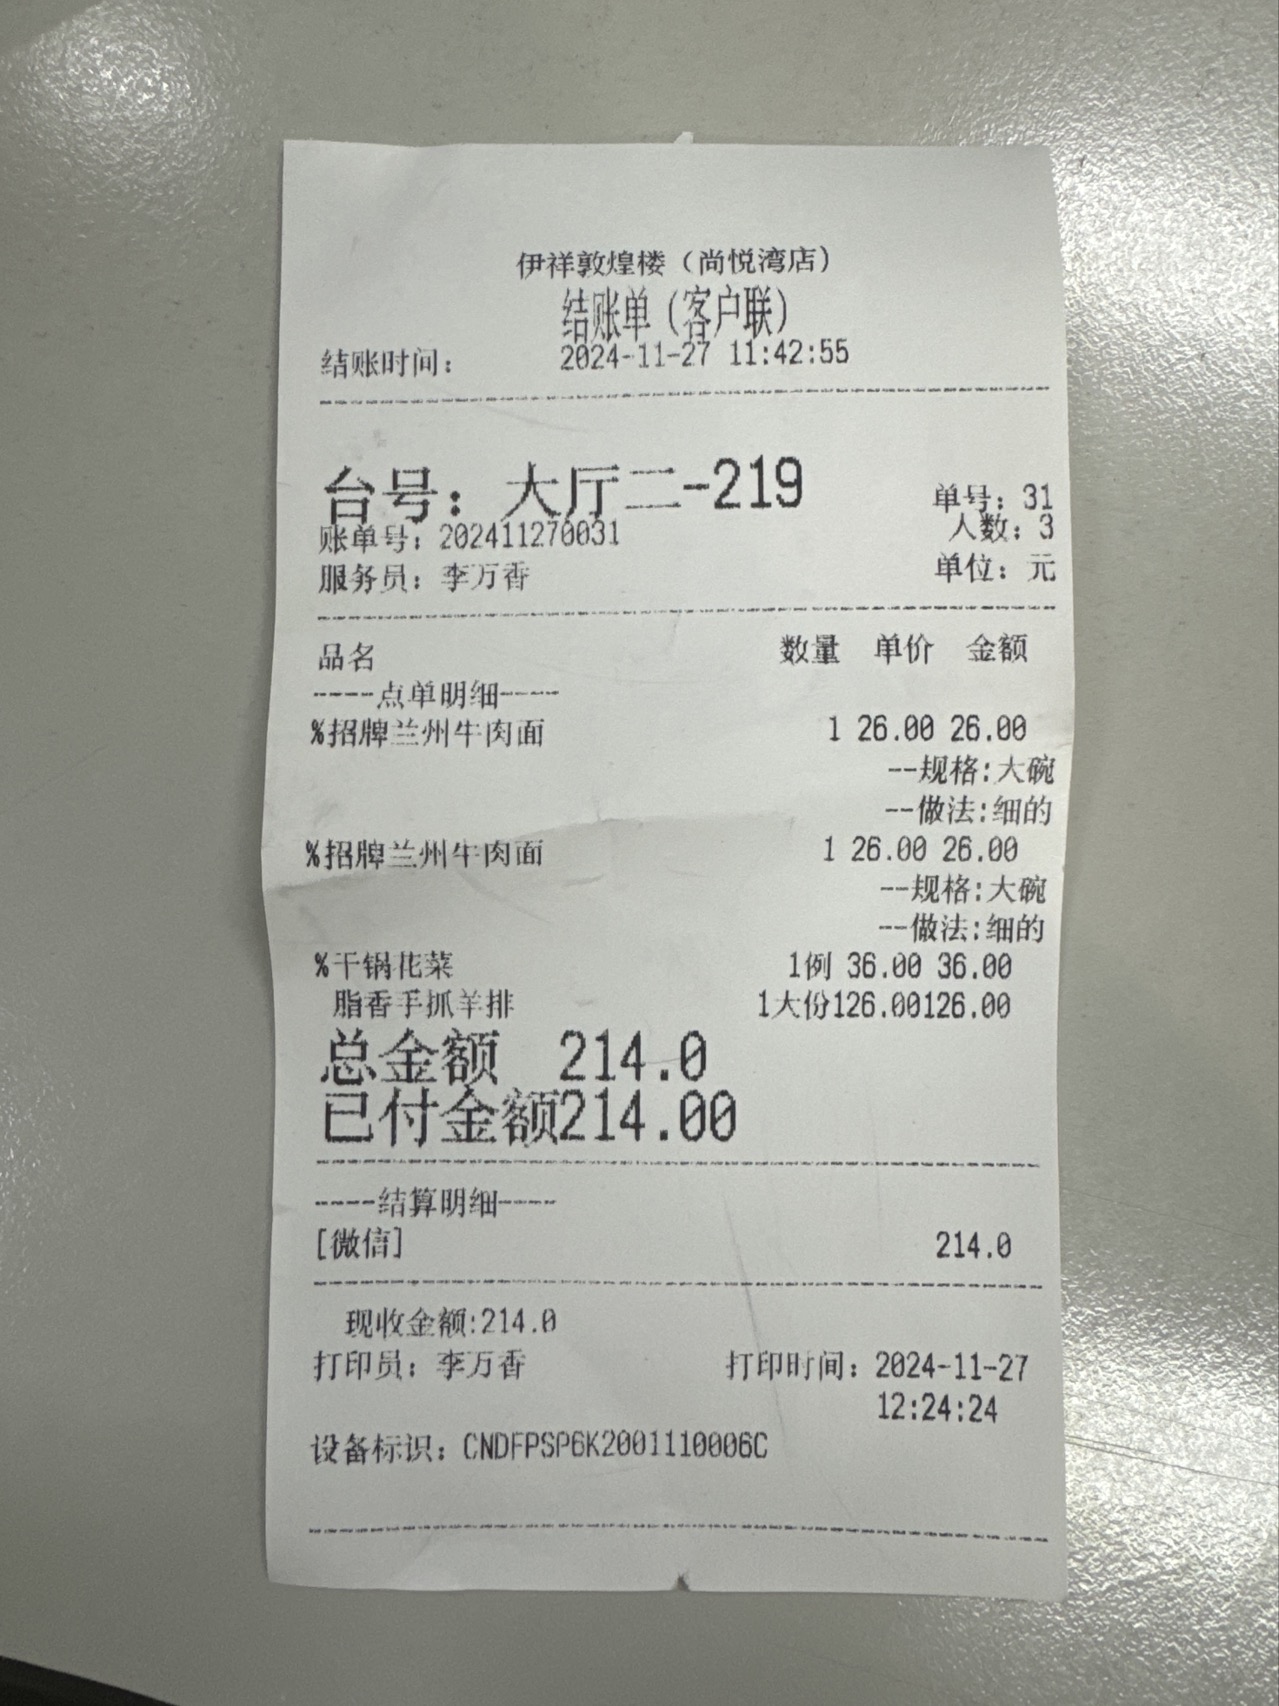 伊祥敦煌楼（尚悦湾店）
结账单（客户联）
结账时间： 2024-11-27 11:42:55
台号：大厅二-219 单号：31
人数：3
账单号：202411270031
服务员：李万香 单位：元
品名 数量 单价 金额
----点单明细----
%招牌兰州牛肉面 1 26.00 26.00
--规格:大碗
--做法:细的
%招牌兰州牛肉面 1 26.00 26.00
--规格:大碗
--做法:细的
%干锅花菜 1例 36.00 36.00
脂香手抓羊排 1大份126.00126.00
总金额 214.0
已付金额214.00
----结算明细----
[微信] 214.0
现收金额:214.0
打印员：李万香 打印时间：2024-11-27
12:24:24
设备标识：CNDFPSP6K2001110006C